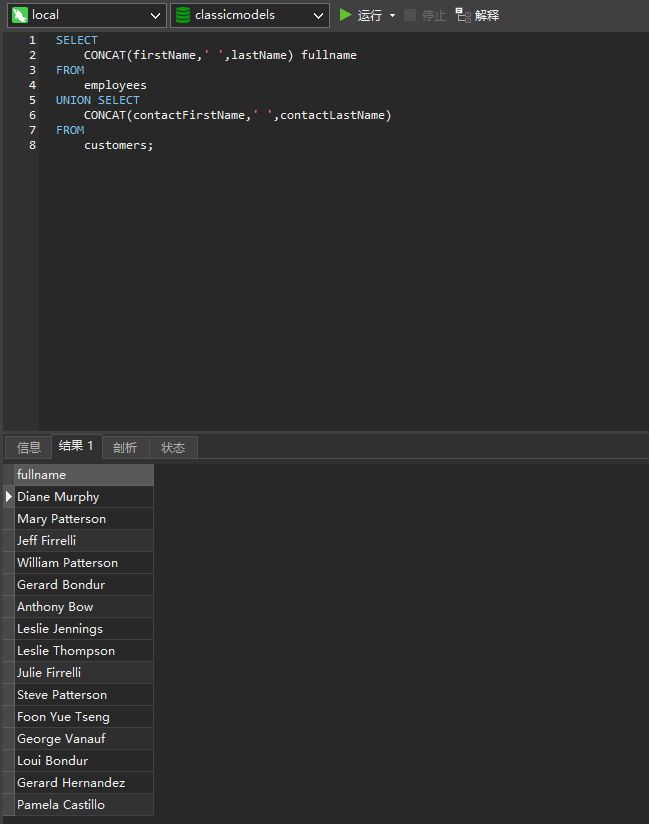 local classicmodels 运行 停止 解释
1 SELECT
2 CONCAT(firstName,' ',lastName) fullname
3 FROM
4 employees
5 UNION SELECT
6 CONCAT(contactFirstName,' ',contactLastName)
7 FROM
8 customers;
信息 结果 1 剖析 状态
fullname
Diane Murphy
Mary Patterson
Jeff Firrelli
William Patterson
Gerard Bondur
Anthony Bow
Leslie Jennings
Leslie Thompson
Julie Firrelli
Steve Patterson
Foon Yue Tseng
George Vanauf
Loui Bondur
Gerard Hernandez
Pamela Castillo